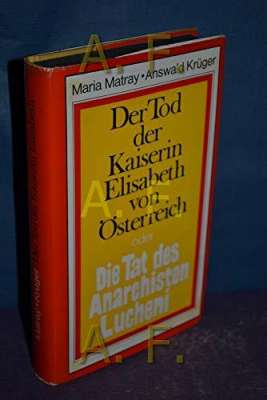 Maria Matray • Answald Krüger
Der Tod
der
Kaiserin
Elisabeth
von
Österreich
oder
Die Tat des
Anarchisten
Lucheni
A. F.
A. F.
A. F.
A. F.